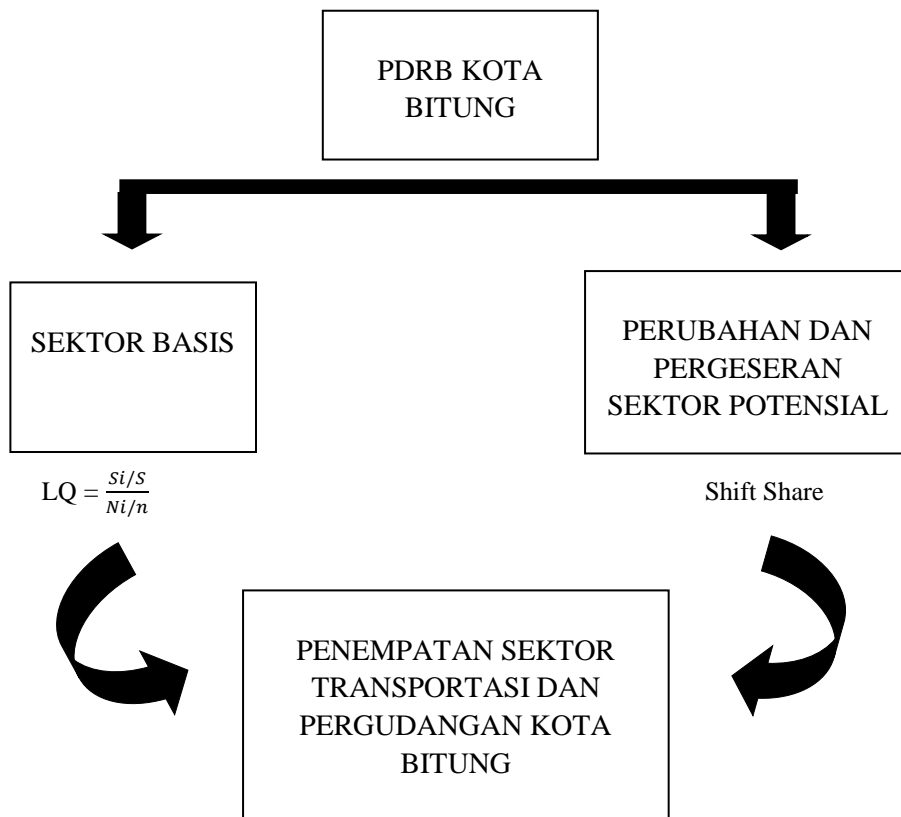 PDRB KOTA
BITUNG
SEKTOR BASIS
PERUBAHAN DAN
PERGESERAN
SEKTOR POTENSIAL
LQ = Si/S
Ni/n
Shift Share
PENEMPATAN SEKTOR
TRANSPORTASI DAN
PERGUDANGAN KOTA
BITUNG